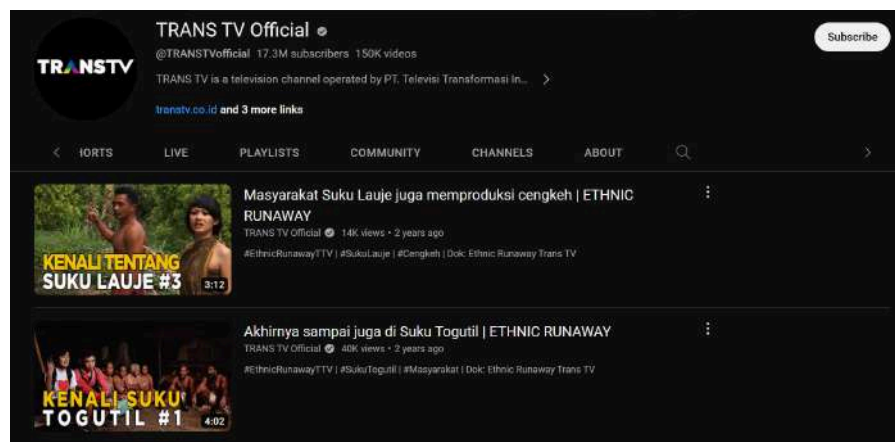 TRANSTV
TRANS TV Official
@TRANSTVofficial 17.3M subscribers 150K videos
TRANS TV is a television channel operated by PT. Televisi Transformasi In...
transtv.co.id and 3 more links
Subscribe
HORTS LIVE PLAYLISTS COMMUNITY CHANNELS ABOUT
KENALI TENTANG
SUKU LAUJE #3
3:12
Masyarakat Suku Lauje juga memproduksi cengkeh | ETHNIC
RUNAWAY
TRANS TV Official 14K views • 2 years ago
#EthnicRunawayTTV | #SukuLauje | #Cengkeh | Dok: Ethnic Runaway Trans TV
KENALI SUKU
TOGUTIL #1
4:02
Akhirnya sampai juga di Suku Togutil | ETHNIC RUNAWAY
TRANS TV Official 40K views • 2 years ago
#EthnicRunawayTTV | #SukuTogutil | #Masyarakat | Dok: Ethnic Runaway Trans TV